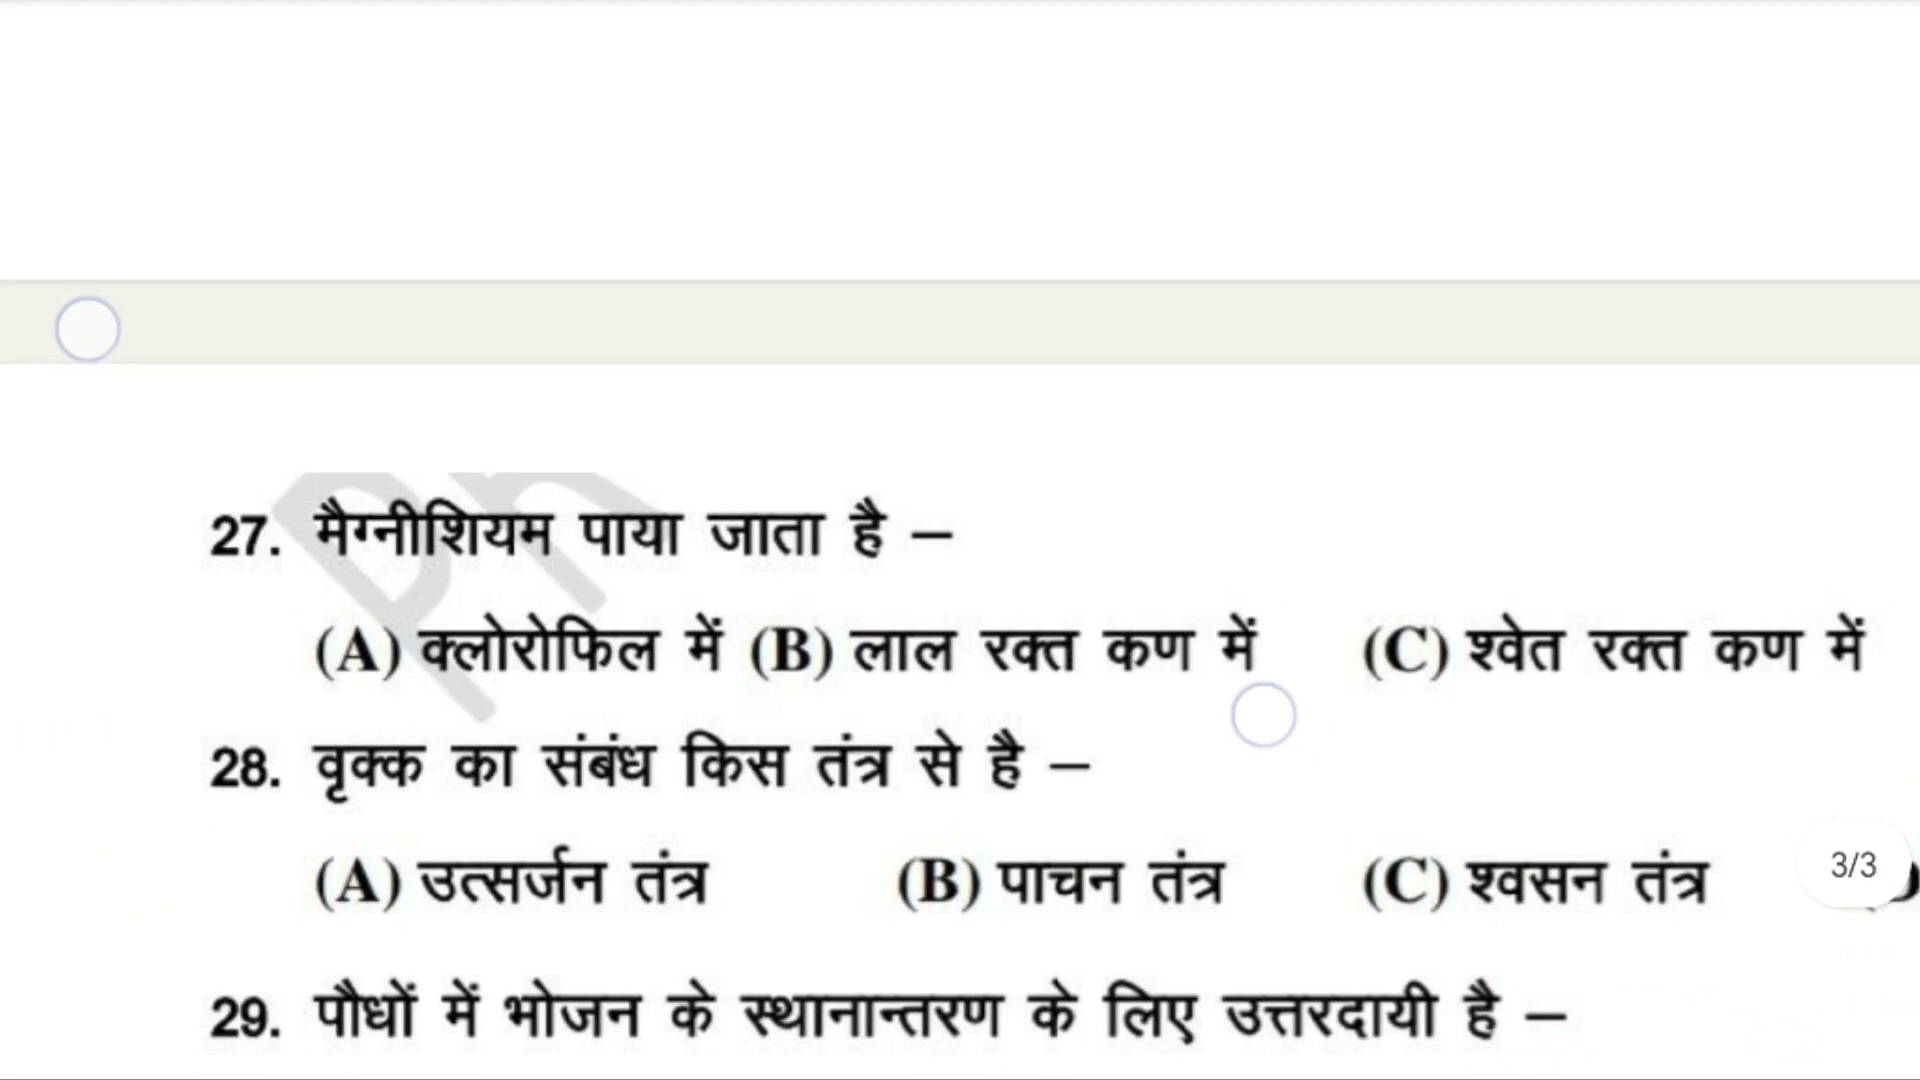 27. मैग्नीशियम पाया जाता है –
(A) क्लोरोफिल में (B) लाल रक्त कण में (C) श्वेत रक्त कण में
28. वृक्क का संबंध किस तंत्र से है –
(A) उत्सर्जन तंत्र (B) पाचन तंत्र (C) श्वसन तंत्र
3/3
29. पौधों में भोजन के स्थानान्तरण के लिए उत्तरदायी है –